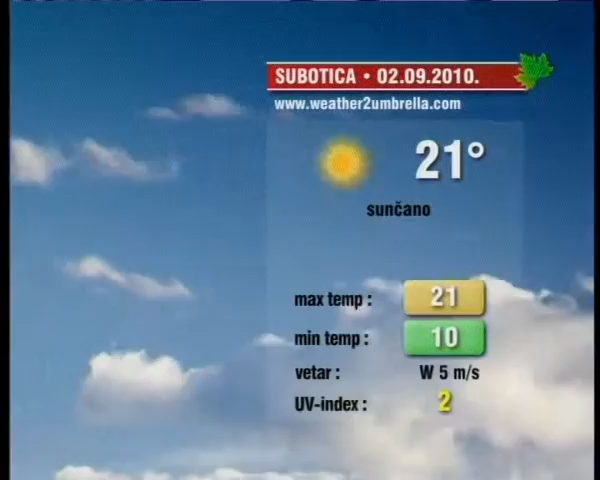 SUBOTICA • 02.09.2010.
www.weather2umbrella.com
21°
sunčano
max temp : 21
min temp : 10
vetar : W 5 m/s
UV-index : 2